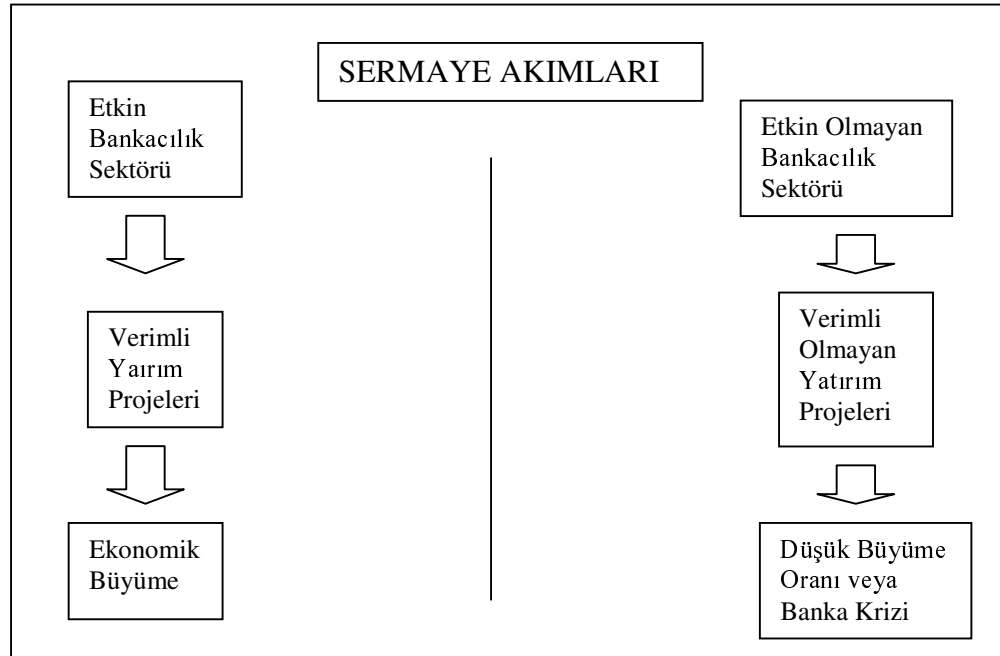 SERMAYE AKIMLARI
Etkin
Bankacılık
Sektörü
Verimli
Yaırım
Projeleri
Ekonomik
Büyüme
Etkin Olmayan
Bankacılık
Sektörü
Verimli
Olmayan
Yatırım
Projeleri
Düşük Büyüme
Oranı veya
Banka Krizi